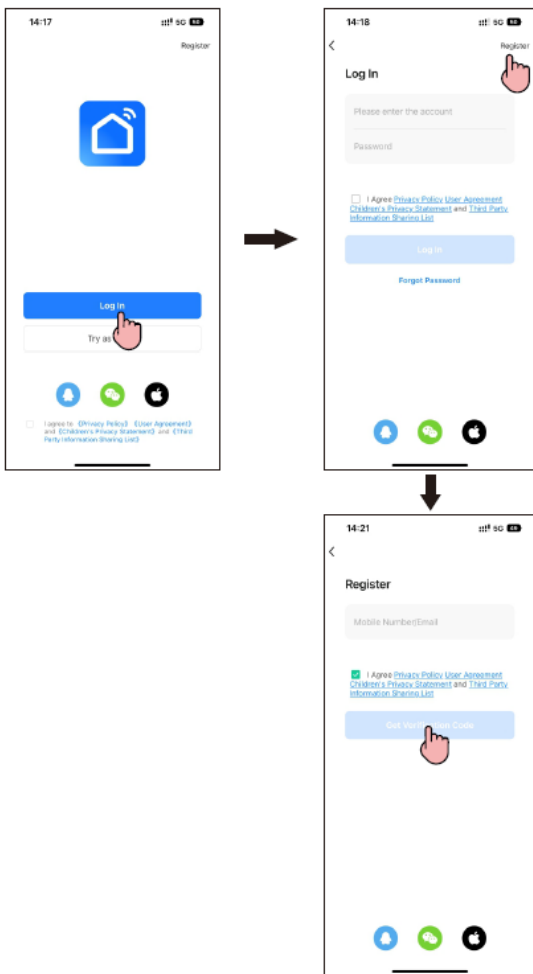 14:17
5G
Register
Log In
Try as
I agree to 《Privacy Policy》 《User Agreement》
and 《Children's Privacy Statement》 and 《Third
Party Information Sharing List》
14:18
5G
Register
Log In
Please enter the account
Password
I Agree Privacy Policy User Agreement
Children's Privacy Statement and Third Party
Information Sharing List
Log In
Forgot Password
14:21
5G
Register
Mobile Number/Email
I Agree Privacy Policy User Agreement
Children's Privacy Statement and Third Party
Information Sharing List
Get Verification Code